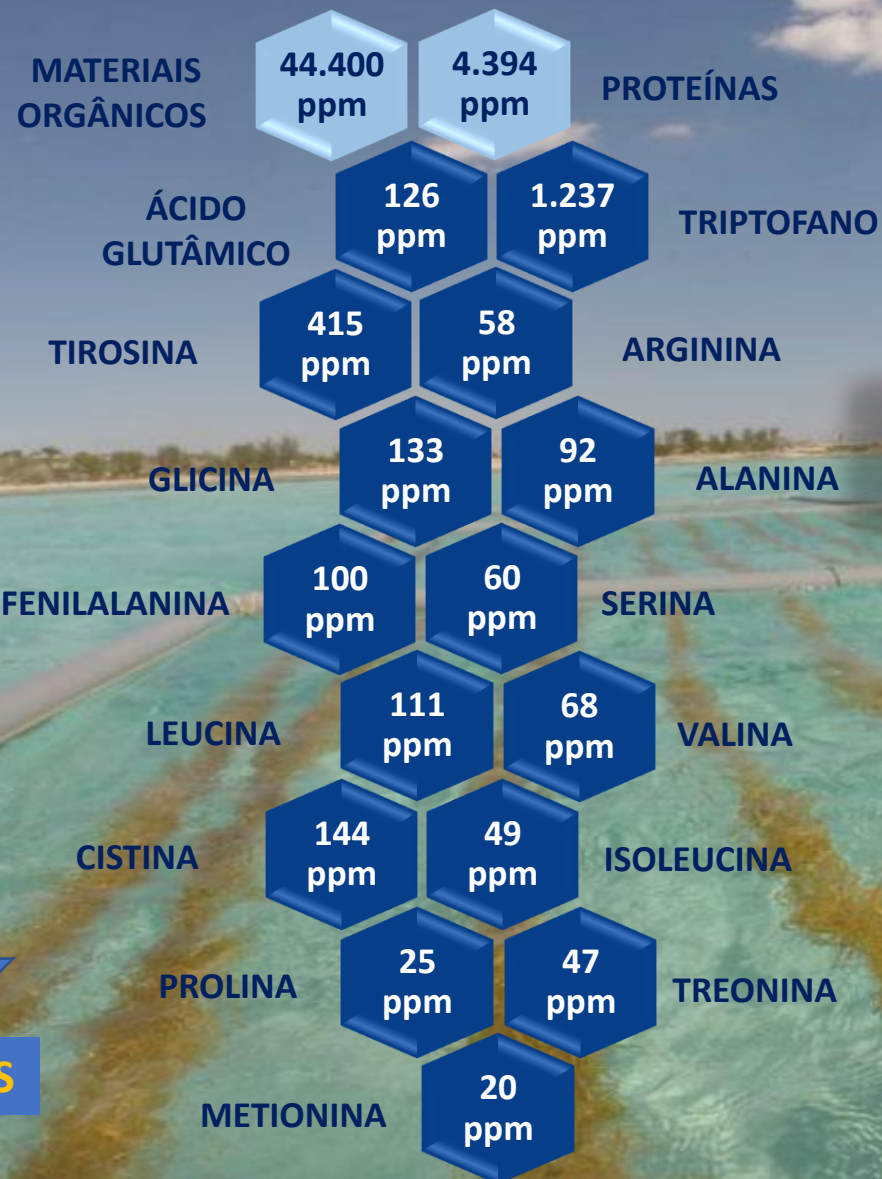 MATERIAIS
ORGÂNICOS
44.400
ppm
4.394
ppm
PROTEÍNAS
ÁCIDO
GLUTÂMICO
126
ppm
1.237
ppm
TRIPTOFANO
TIROSINA
415
ppm
58
ppm
ARGININA
GLICINA
133
ppm
92
ppm
ALANINA
FENILALANINA
100
ppm
60
ppm
SERINA
LEUCINA
111
ppm
68
ppm
VALINA
CISTINA
144
ppm
49
ppm
ISOLEUCINA
PROLINA
25
ppm
47
ppm
TREONINA
S
METIONINA
20
ppm